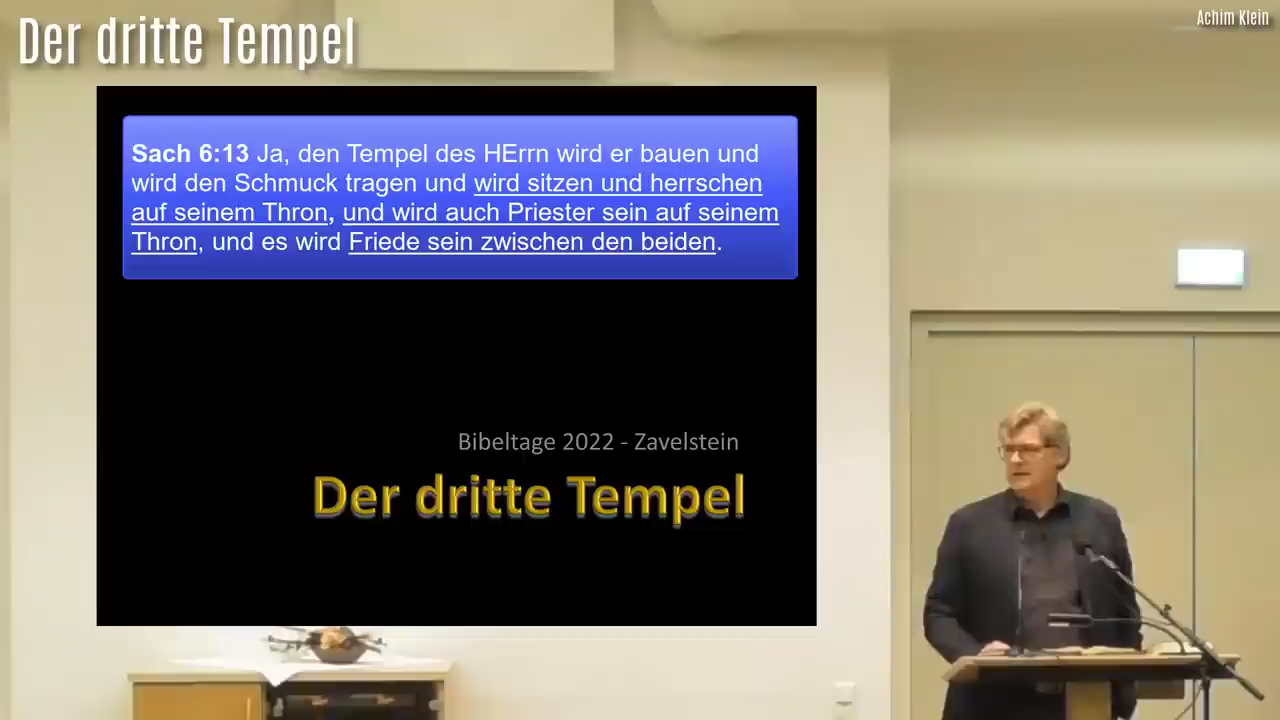 Der dritte Tempel
Achim Klein
Sach 6:13 Ja, den Tempel des HErrn wird er bauen und
wird den Schmuck tragen und wird sitzen und herrschen
auf seinem Thron, und wird auch Priester sein auf seinem
Thron, und es wird Friede sein zwischen den beiden.
Bibeltage 2022 - Zavelstein
Der dritte Tempel